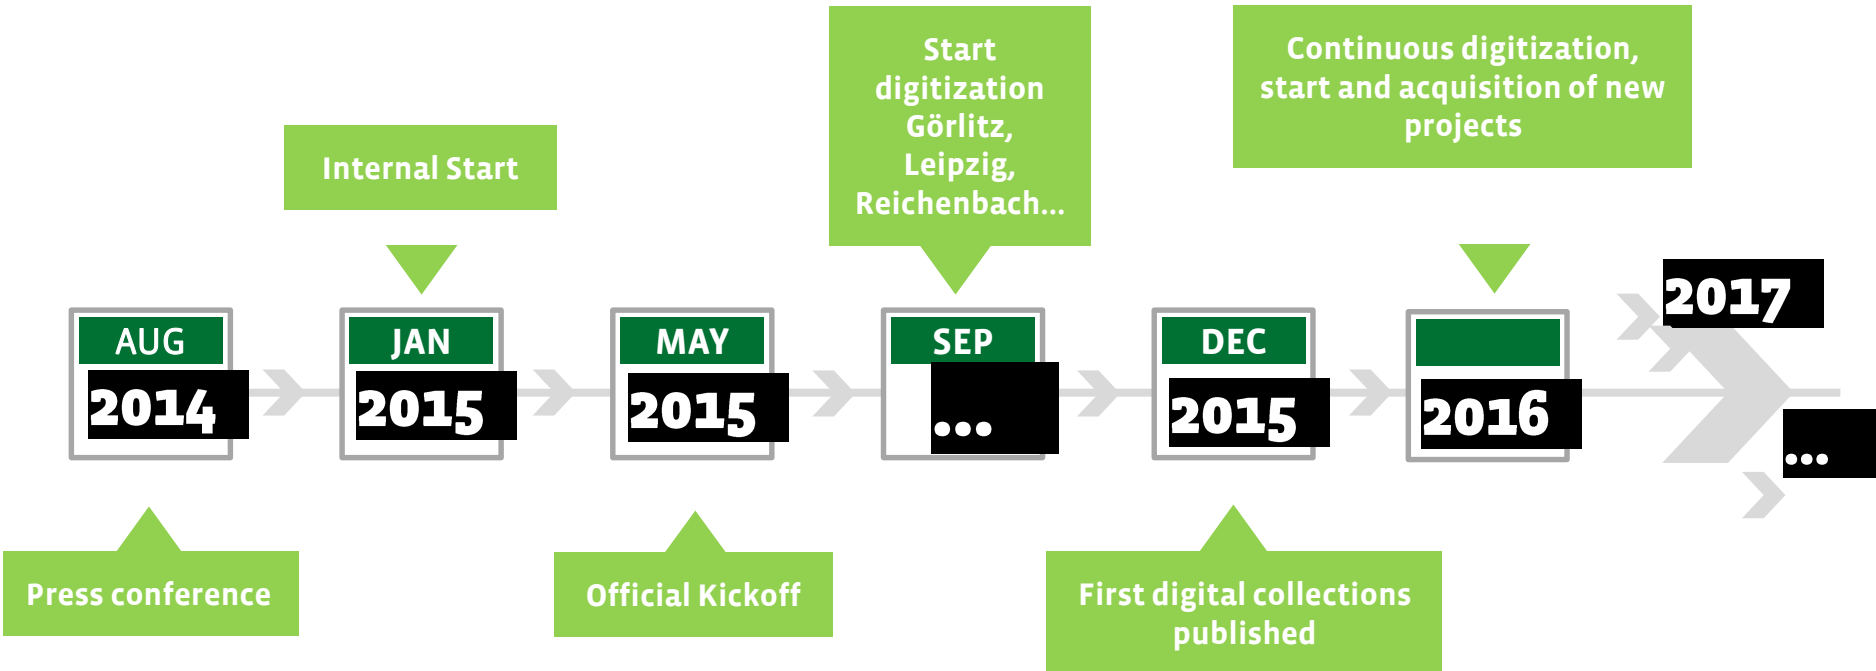 Start
digitization
Görlitz,
Leipzig,
Reichenbach...
Continuous digitization,
start and acquisition of new
projects
Internal Start
AUG
2014
JAN
2015
MAY
2015
SEP
...
DEC
2015
2016
2017
...
Press conference
Official Kickoff
First digital collections
published